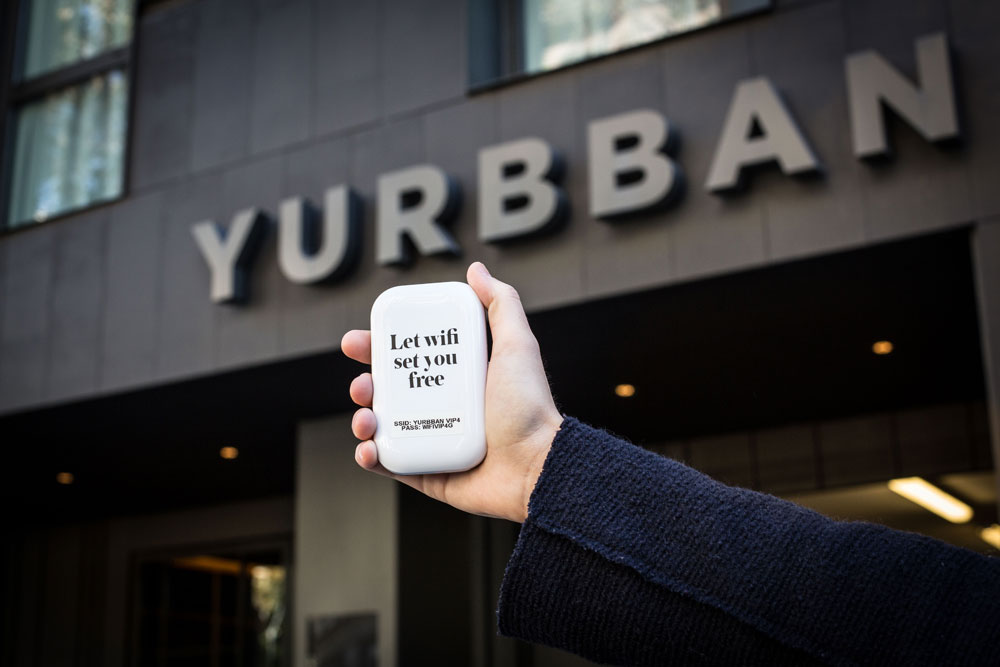 YURBBAN
Let wifi
set you
free
SSID: YURBBAN VIP4
PASS: WIFIVIP4G